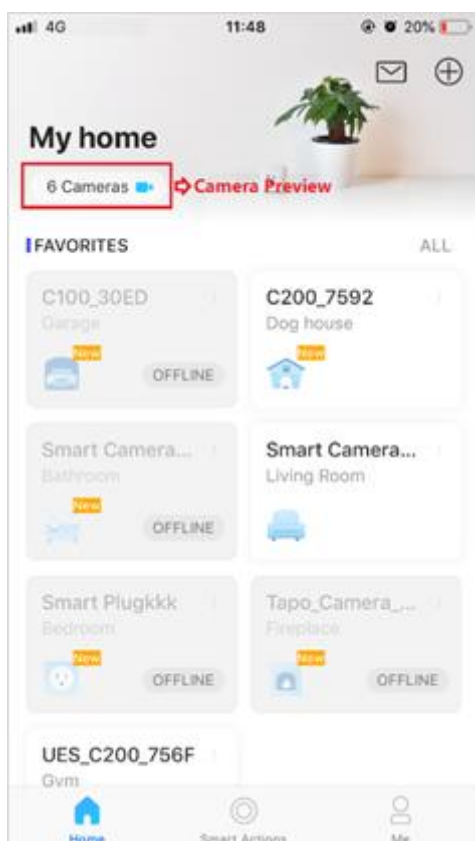 4G 11:48 20%
My home
6 Cameras Camera Preview
FAVORITES ALL
C100_30ED C200_7592
Garage Dog house
New New
OFFLINE
Smart Camera... Smart Camera...
Bathroom Living Room
New
OFFLINE
Smart Plugkkk Tapo_Camera_...
Bedroom Fireplace
New New
OFFLINE OFFLINE
UES_C200_756F
Gym
Home Smart Actions Me